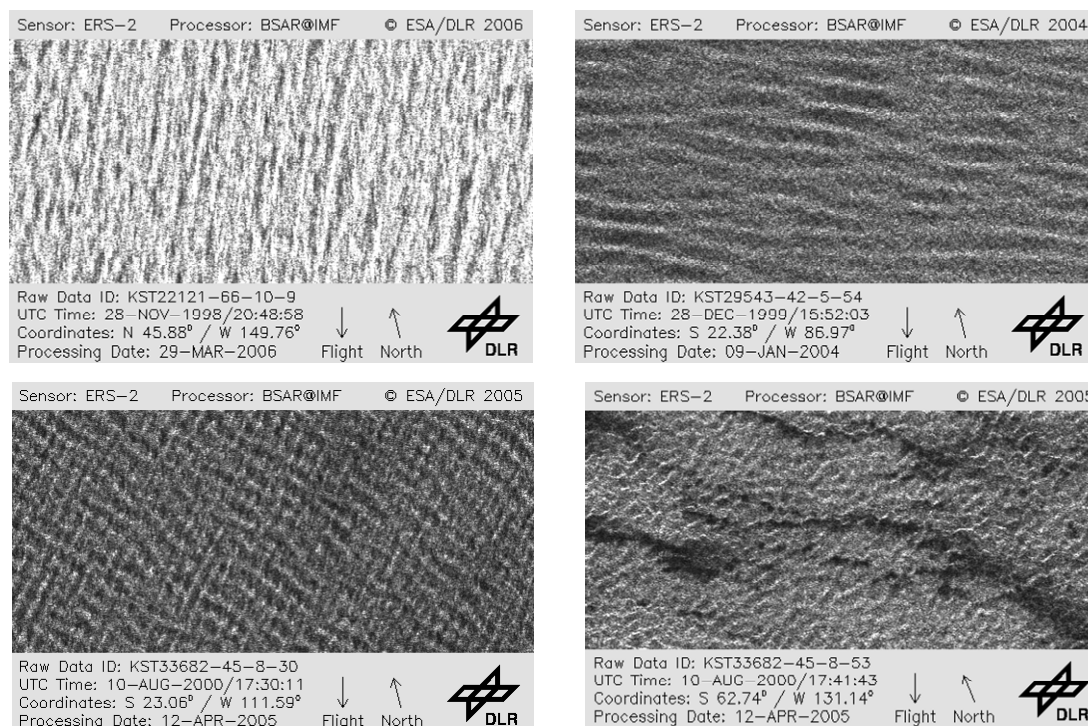 Sensor: ERS-2 Processor: BSAR@IMF © ESA/DLR 2006
Raw Data ID: KST22121-66-10-9
UTC Time: 28-NOV-1998/20:48:58
Coordinates: N 45.88° / W 149.76°
Processing Date: 29-MAR-2006 Flight North
DLR
Sensor: ERS-2 Processor: BSAR@IMF © ESA/DLR 2004
Raw Data ID: KST29543-42-5-54
UTC Time: 28-DEC-1999/15:52:03
Coordinates: S 22.38° / W 86.97°
Processing Date: 09-JAN-2004 Flight North
DLR
Sensor: ERS-2 Processor: BSAR@IMF © ESA/DLR 2005
Raw Data ID: KST33682-45-8-30
UTC Time: 10-AUG-2000/17:30:11
Coordinates: S 23.06° / W 111.59°
Processing Date: 12-APR-2005 Flight North
DLR
Sensor: ERS-2 Processor: BSAR@IMF © ESA/DLR 2005
Raw Data ID: KST33682-45-8-53
UTC Time: 10-AUG-2000/17:41:43
Coordinates: S 62.74° / W 131.14°
Processing Date: 12-APR-2005 Flight North
DLR